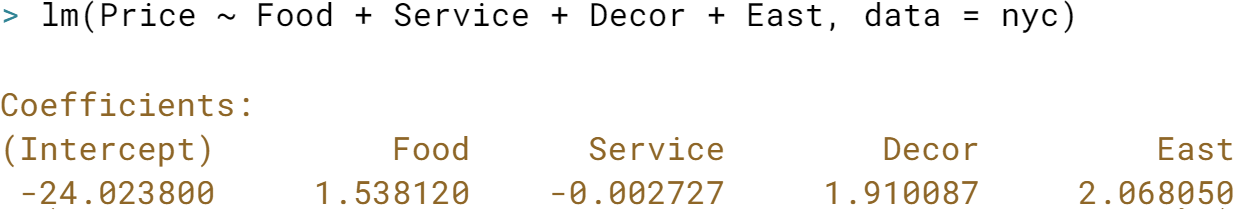 > lm(Price ~ Food + Service + Decor + East, data = nyc)
Coefficients:
(Intercept) Food Service Decor East
-24.023800 1.538120 -0.002727 1.910087 2.068050